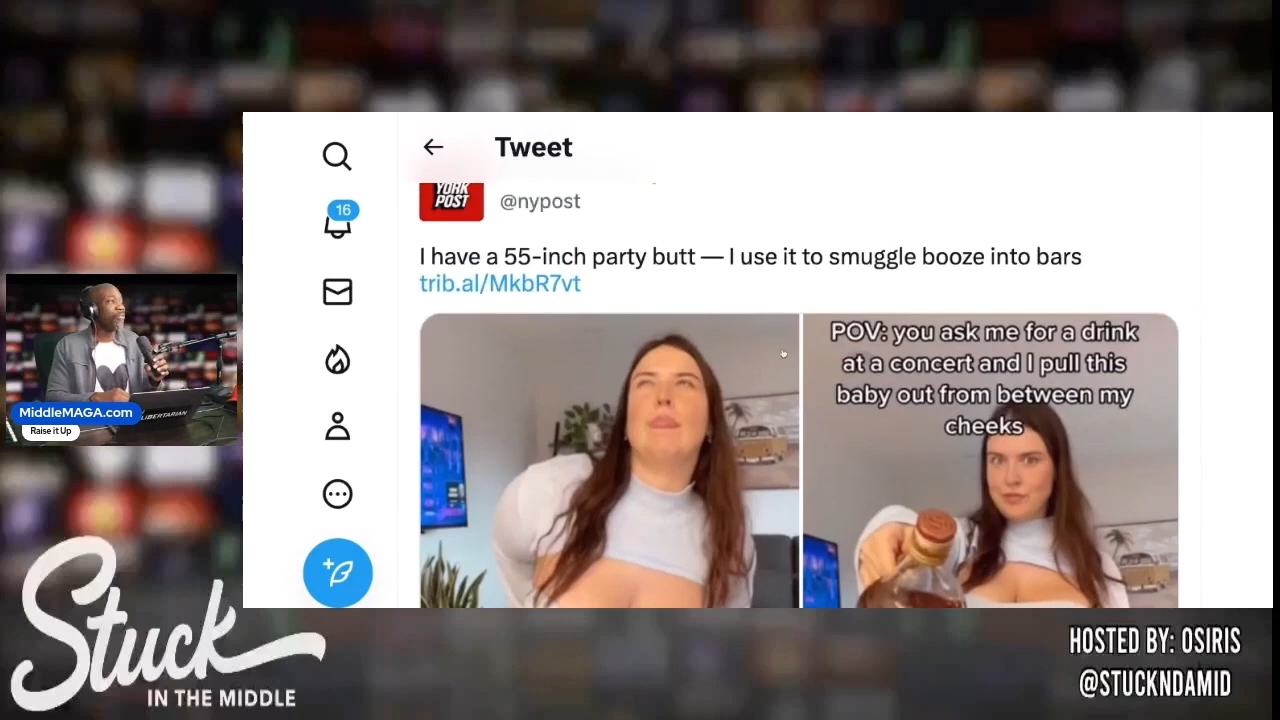 Tweet
16
YORK
POST
@nypost
I have a 55-inch party butt — I use it to smuggle booze into bars
trib.al/MkbR7vt
POV: you ask me for a drink
at a concert and I pull this
baby out from between my
cheeks
MiddleMAGA.com
Raise it Up
LIBERTARIAN
Stuck
IN THE MIDDLE
HOSTED BY: OSIRIS
@STUCKNDAMID